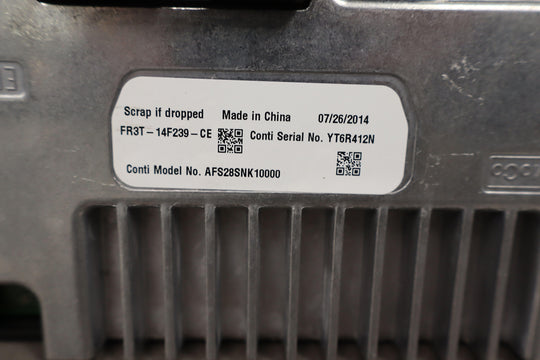 Scrap if dropped Made in China 07/26/2014
FR3T-14F239-CE Conti Serial No. YT6R412N
Conti Model No. AFS28SNK10000